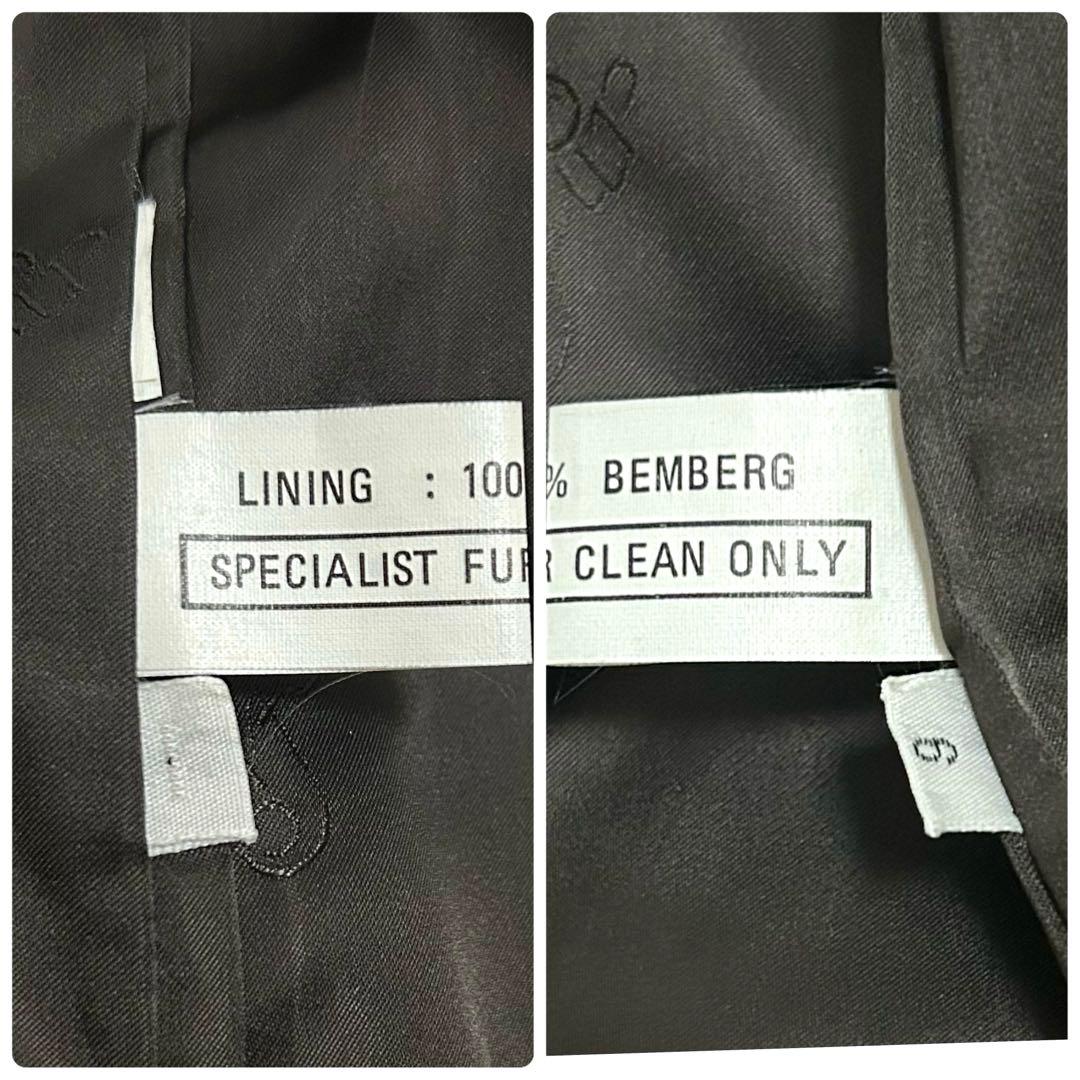 LINING : 100% BEMBERG
SPECIALIST FUR CLEAN ONLY